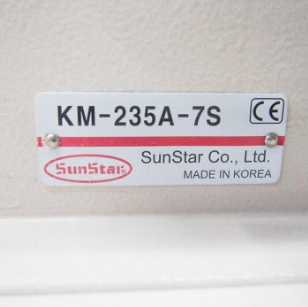 KM-235A-7S CE
SunStar SunStar Co., Ltd.
MADE IN KOREA